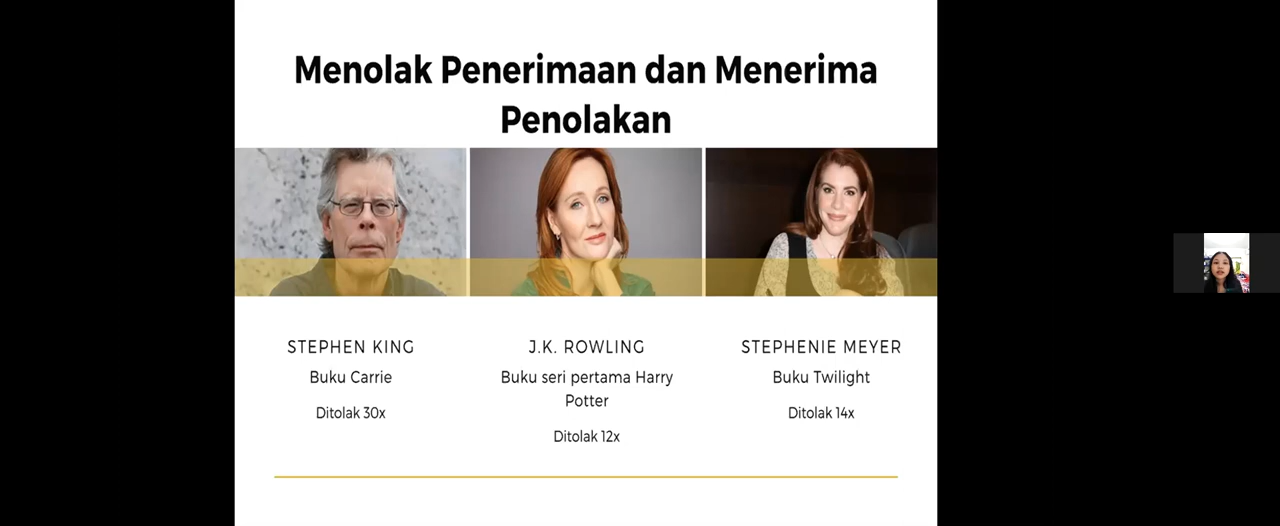 Menolak Penerimaan dan Menerima
Penolakan
STEPHEN KING
Buku Carrie
Ditolak 30x
J.K. ROWLING
Buku seri pertama Harry
Potter
Ditolak 12x
STEPHENIE MEYER
Buku Twilight
Ditolak 14x